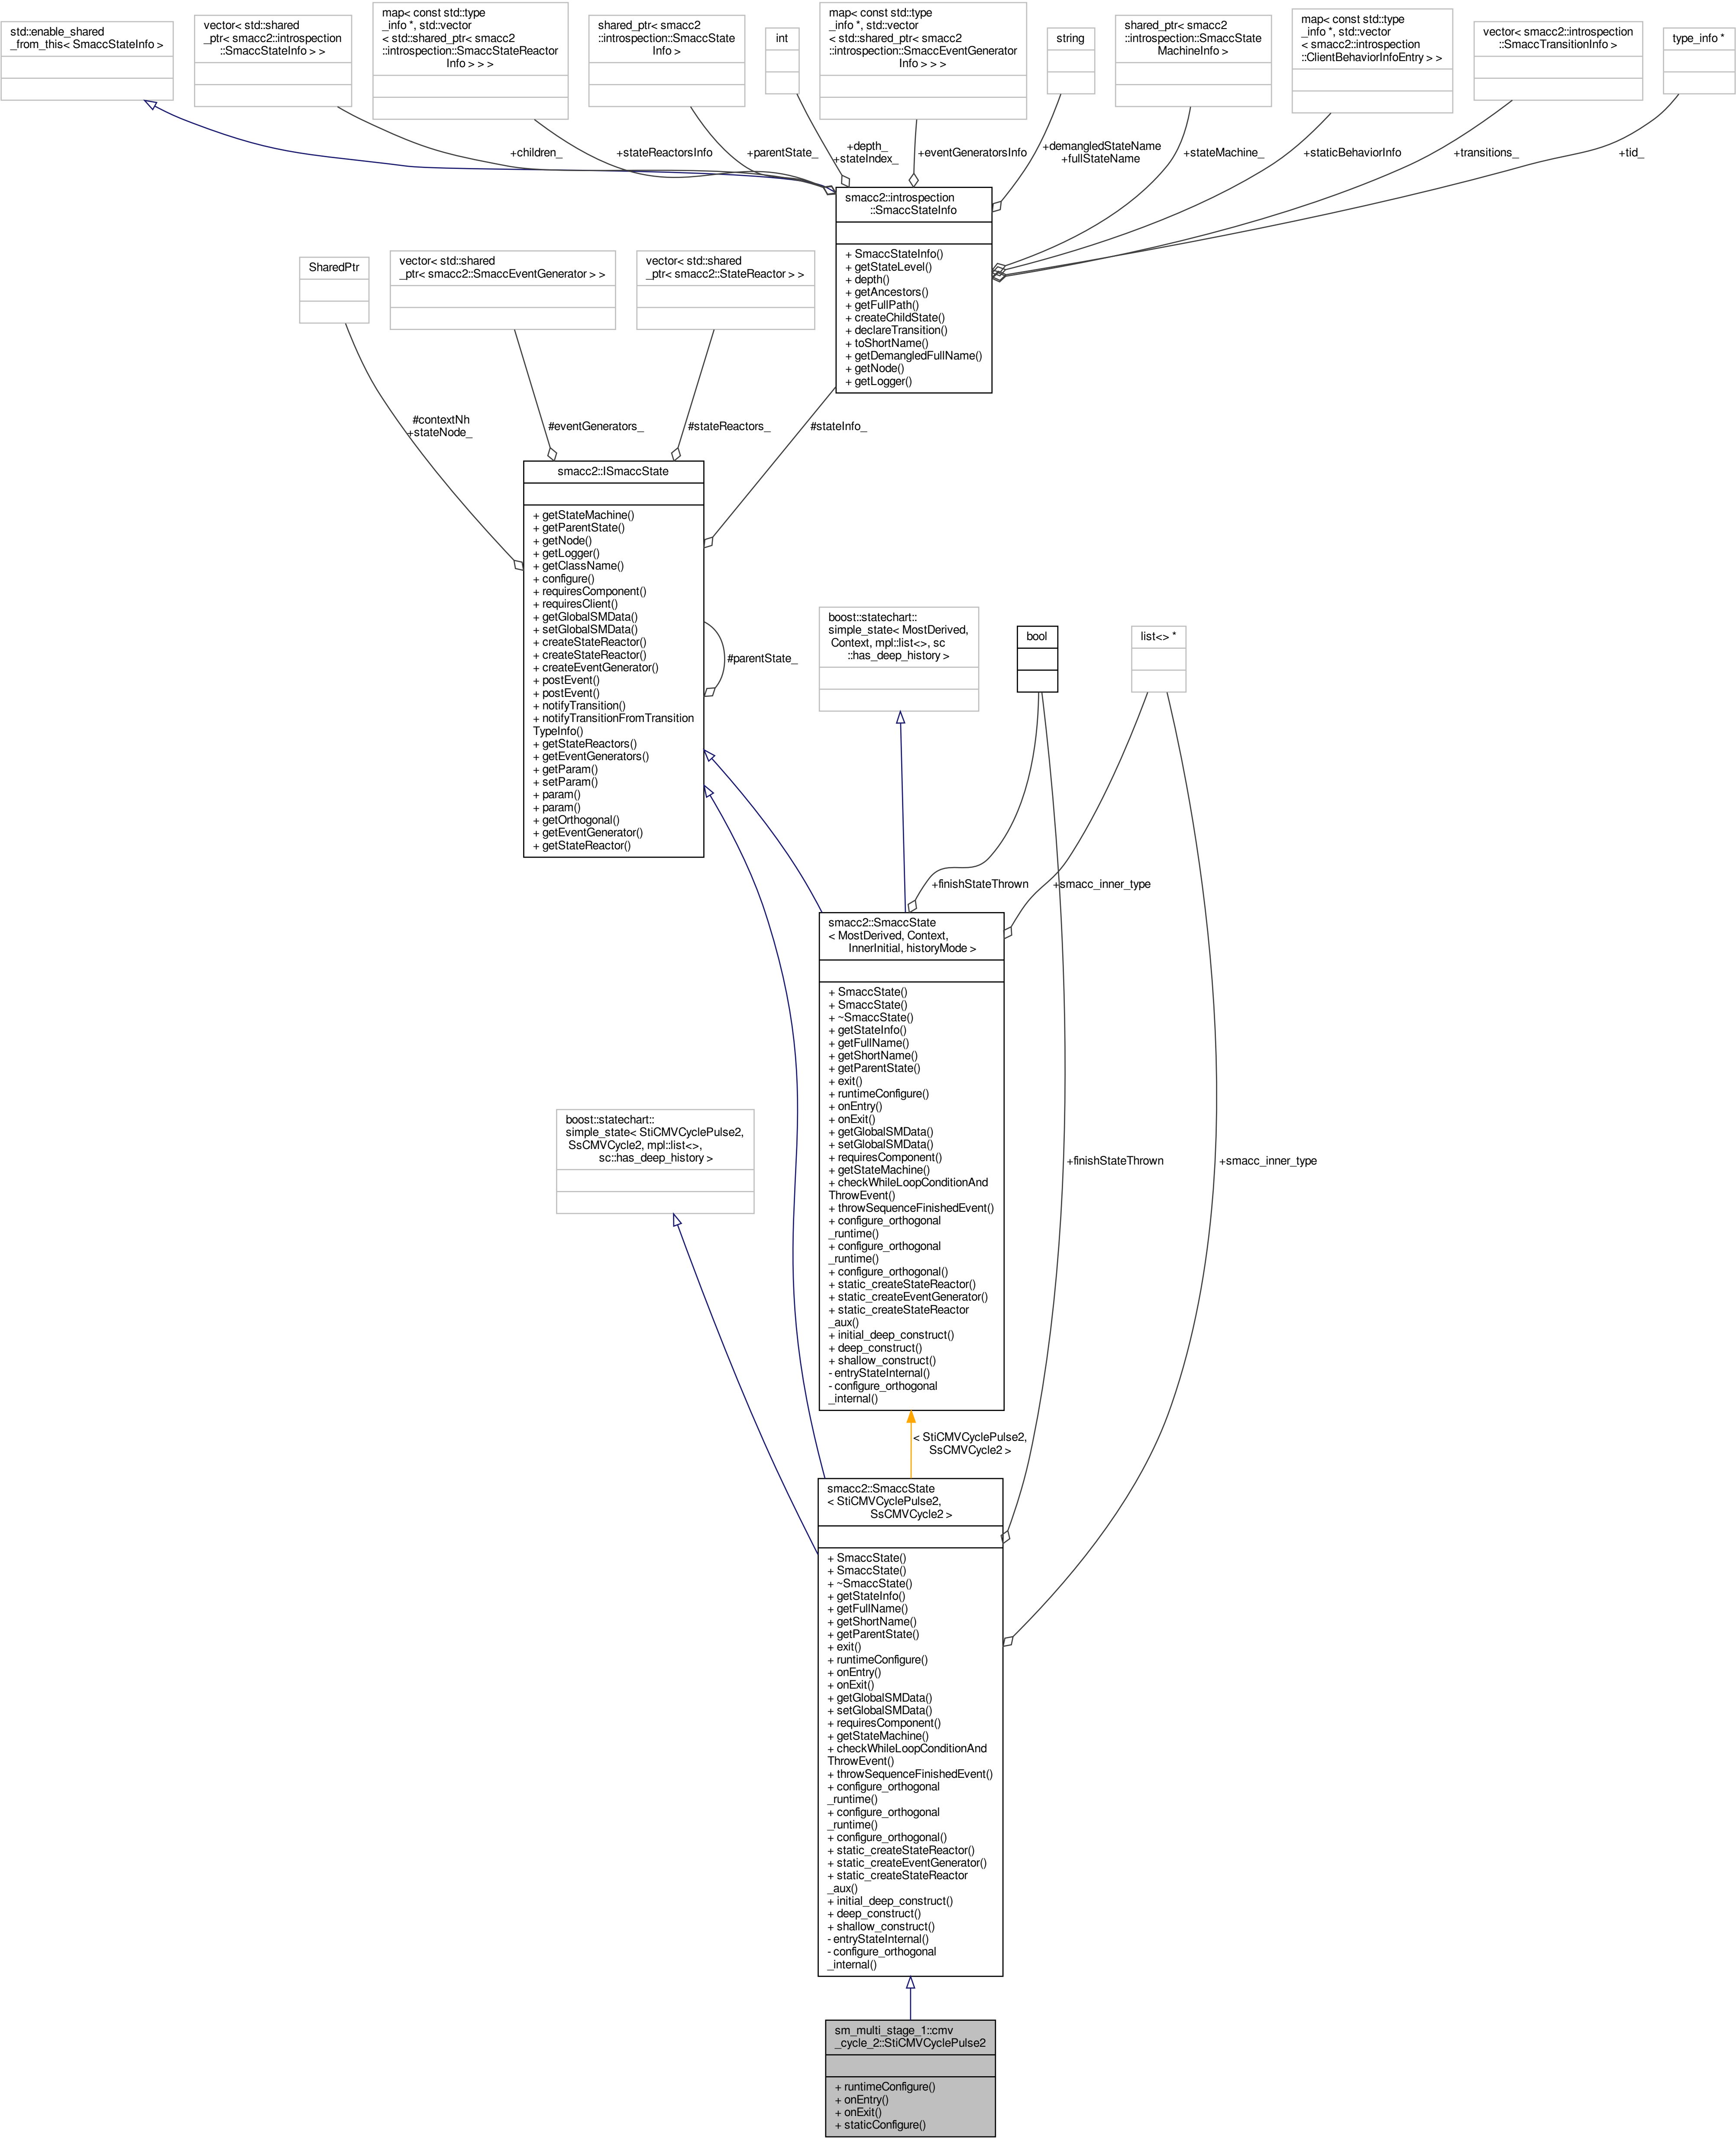 std::enable_shared
_from_this< SmaccStateInfo >
vector< std::shared
_ptr< smacc2::introspection
::SmaccStateInfo > >
map< const std::type
_info *, std::vector
< std::shared_ptr< smacc2
::introspection::SmaccStateReactor
Info > > >
shared_ptr< smacc2
::introspection::SmaccState
Info >
int
map< const std::type
_info *, std::vector
< std::shared_ptr< smacc2
::introspection::SmaccEventGenerator
Info > > >
string
shared_ptr< smacc2
::introspection::SmaccState
MachineInfo >
map< const std::type
_info *, std::vector
< smacc2::introspection
::ClientBehaviorInfoEntry > >
vector< smacc2::introspection
::SmaccTransitionInfo >
type_info *
+children_
+stateReactorsInfo
+parentState_
+depth_
+stateIndex_
+eventGeneratorsInfo
+demangledStateName
+fullStateName
+stateMachine_
+staticBehaviorInfo
+transitions_
+tid_
smacc2::introspection
::SmaccStateInfo
+ SmaccStateInfo()
+ getStateLevel()
+ depth()
+ getAncestors()
+ getFullPath()
+ createChildState()
+ declareTransition()
+ toShortName()
+ getDemangledFullName()
+ getNode()
+ getLogger()
SharedPtr
vector< std::shared
_ptr< smacc2::SmaccEventGenerator > >
vector< std::shared
_ptr< smacc2::StateReactor > >
#contextNh
+stateNode_
#eventGenerators_
#stateReactors_
#stateInfo_
smacc2::ISmaccState
+ getStateMachine()
+ getParentState()
+ getNode()
+ getLogger()
+ getClassName()
+ configure()
+ requiresComponent()
+ requiresClient()
+ getGlobalSMData()
+ setGlobalSMData()
+ createStateReactor()
+ createStateReactor()
+ createEventGenerator()
+ postEvent()
+ postEvent()
+ notifyTransition()
+ notifyTransitionFromTransition
TypeInfo()
+ getStateReactors()
+ getEventGenerators()
+ getParam()
+ setParam()
+ param()
+ param()
+ getOrthogonal()
+ getEventGenerator()
+ getStateReactor()
#parentState_
boost::statechart::
simple_state< MostDerived,
Context, mpl::list<>, sc
::has_deep_history >
bool
list<> *
+finishStateThrown
+smacc_inner_type
smacc2::SmaccState
< MostDerived, Context,
InnerInitial, historyMode >
+ SmaccState()
+ SmaccState()
+ ~SmaccState()
+ getStateInfo()
+ getFullName()
+ getShortName()
+ getParentState()
+ exit()
+ runtimeConfigure()
+ onEntry()
+ onExit()
+ getGlobalSMData()
+ setGlobalSMData()
+ requiresComponent()
+ getStateMachine()
+ checkWhileLoopConditionAnd
ThrowEvent()
+ throwSequenceFinishedEvent()
+ configure_orthogonal
_runtime()
+ configure_orthogonal
_runtime()
+ configure_orthogonal()
+ static_createStateReactor()
+ static_createEventGenerator()
+ static_createStateReactor
_aux()
+ initial_deep_construct()
+ deep_construct()
+ shallow_construct()
- entryStateInternal()
- configure_orthogonal
_internal()
boost::statechart::
simple_state< StiCMVCyclePulse2,
SsCMVCycle2, mpl::list<>,
sc::has_deep_history >
+finishStateThrown
+smacc_inner_type
< StiCMVCyclePulse2,
SsCMVCycle2 >
smacc2::SmaccState
< StiCMVCyclePulse2,
SsCMVCycle2 >
+ SmaccState()
+ SmaccState()
+ ~SmaccState()
+ getStateInfo()
+ getFullName()
+ getShortName()
+ getParentState()
+ exit()
+ runtimeConfigure()
+ onEntry()
+ onExit()
+ getGlobalSMData()
+ setGlobalSMData()
+ requiresComponent()
+ getStateMachine()
+ checkWhileLoopConditionAnd
ThrowEvent()
+ throwSequenceFinishedEvent()
+ configure_orthogonal
_runtime()
+ configure_orthogonal
_runtime()
+ configure_orthogonal()
+ static_createStateReactor()
+ static_createEventGenerator()
+ static_createStateReactor
_aux()
+ initial_deep_construct()
+ deep_construct()
+ shallow_construct()
- entryStateInternal()
- configure_orthogonal
_internal()
sm_multi_stage_1::cmv
_cycle_2::StiCMVCyclePulse2
+ runtimeConfigure()
+ onEntry()
+ onExit()
+ staticConfigure()